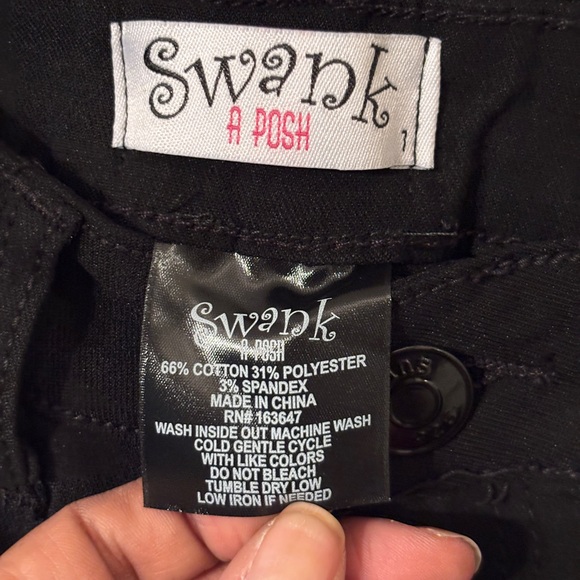 Swank
A POSH
1
Swank
A POSH
66% COTTON 31% POLYESTER
3% SPANDEX
MADE IN CHINA
RN# 163647
WASH INSIDE OUT MACHINE WASH
COLD GENTLE CYCLE
WITH LIKE COLORS
DO NOT BLEACH
TUMBLE DRY LOW
LOW IRON IF NEEDED